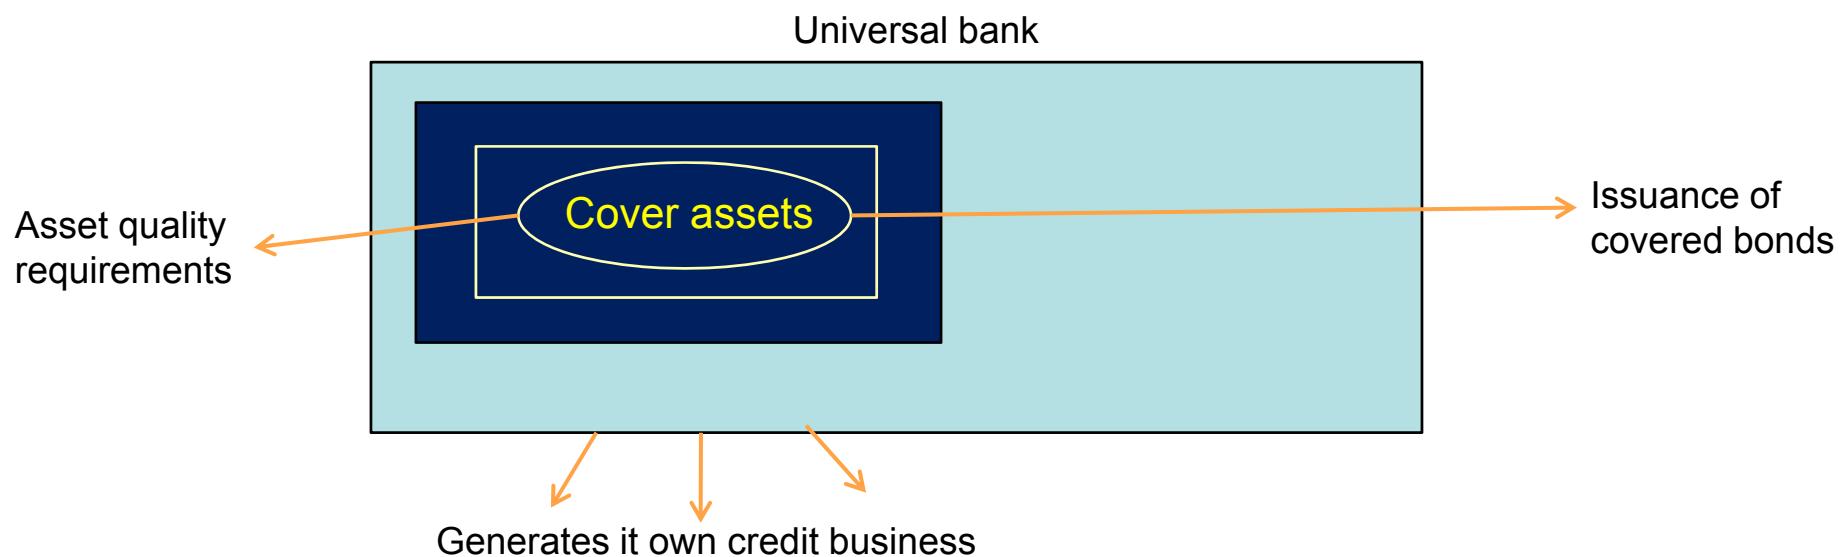 Universal bank
Asset quality
requirements
Cover assets
Issuance of
covered bonds
Generates it own credit business